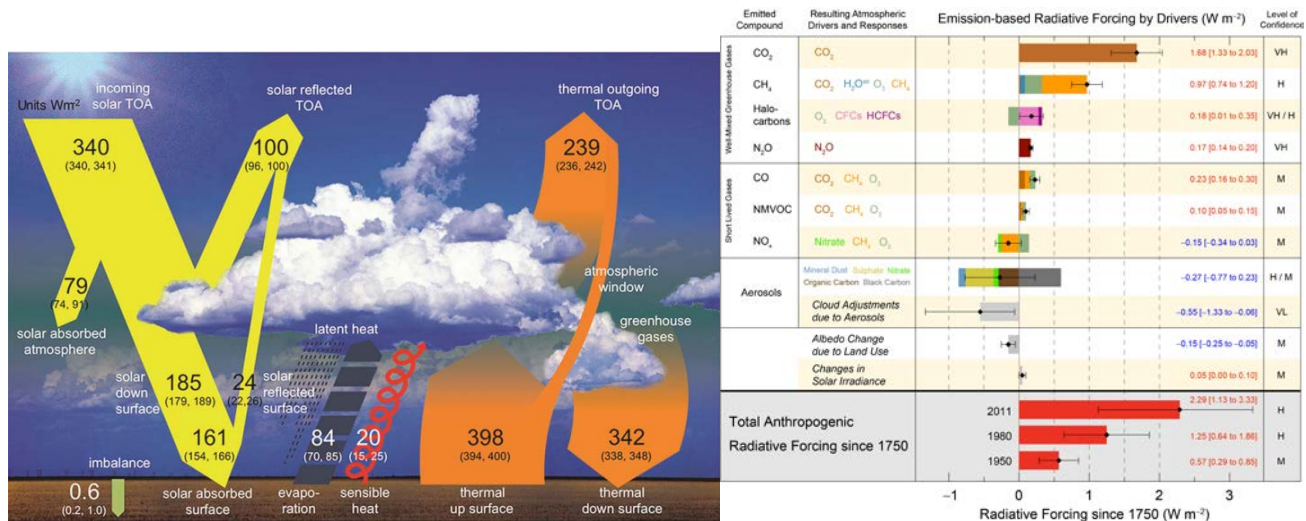 Units Wm²
incoming
solar TOA
solar reflected
TOA
thermal outgoing
TOA
340
(340, 341)
100
(96, 100)
239
(236, 242)
79
(74, 91)
solar absorbed
atmosphere
atmospheric
window
greenhouse
gases
latent heat
solar
down
surface
185
(179, 189)
24
(22,26)
solar
reflected
surface
161
(154, 166)
84
(70, 85)
20
(15, 25)
398
(394, 400)
342
(338, 348)
imbalance
0.6
(0.2, 1.0)
solar absorbed
surface
evapo-
ration
sensible
heat
thermal
up surface
thermal
down surface
Emitted
Compound
Resulting Atmospheric
Drivers and Responses
Emission-based Radiative Forcing by Drivers (W m⁻²)
Level of
Confidence
Well-Mixed Greenhouse Gases
CO₂ CO₂ 1.68 [1.33 to 2.03] VH
CH₄ CO₂ H₂Oˢᵗʳ O₃ CH₄ 0.97 [0.74 to 1.20] H
Halo-
carbons O₃ CFCs HCFCs 0.18 [0.01 to 0.35] VH / H
N₂O N₂O 0.17 [0.14 to 0.20] VH
Short Lived Gases
CO CO₂ CH₄ O₃ 0.23 [0.16 to 0.30] M
NMVOC CO₂ CH₄ O₃ 0.10 [0.05 to 0.15] M
NOₓ Nitrate CH₄ O₃ −0.15 [−0.34 to 0.03] M
Aerosols
Mineral Dust Sulphate Nitrate
Organic Carbon Black Carbon
−0.27 [−0.77 to 0.23] H / M
Cloud Adjustments
due to Aerosols
−0.55 [−1.33 to −0.06] VL
Albedo Change
due to Land Use
−0.15 [−0.25 to −0.05] M
Changes in
Solar Irradiance
0.05 [0.00 to 0.10] M
Total Anthropogenic
Radiative Forcing since 1750
2011 2.29 [1.13 to 3.33] H
1980 1.25 [0.64 to 1.86] H
1950 0.57 [0.29 to 0.85] M
−1 0 1 2 3
Radiative Forcing since 1750 (W m⁻²)